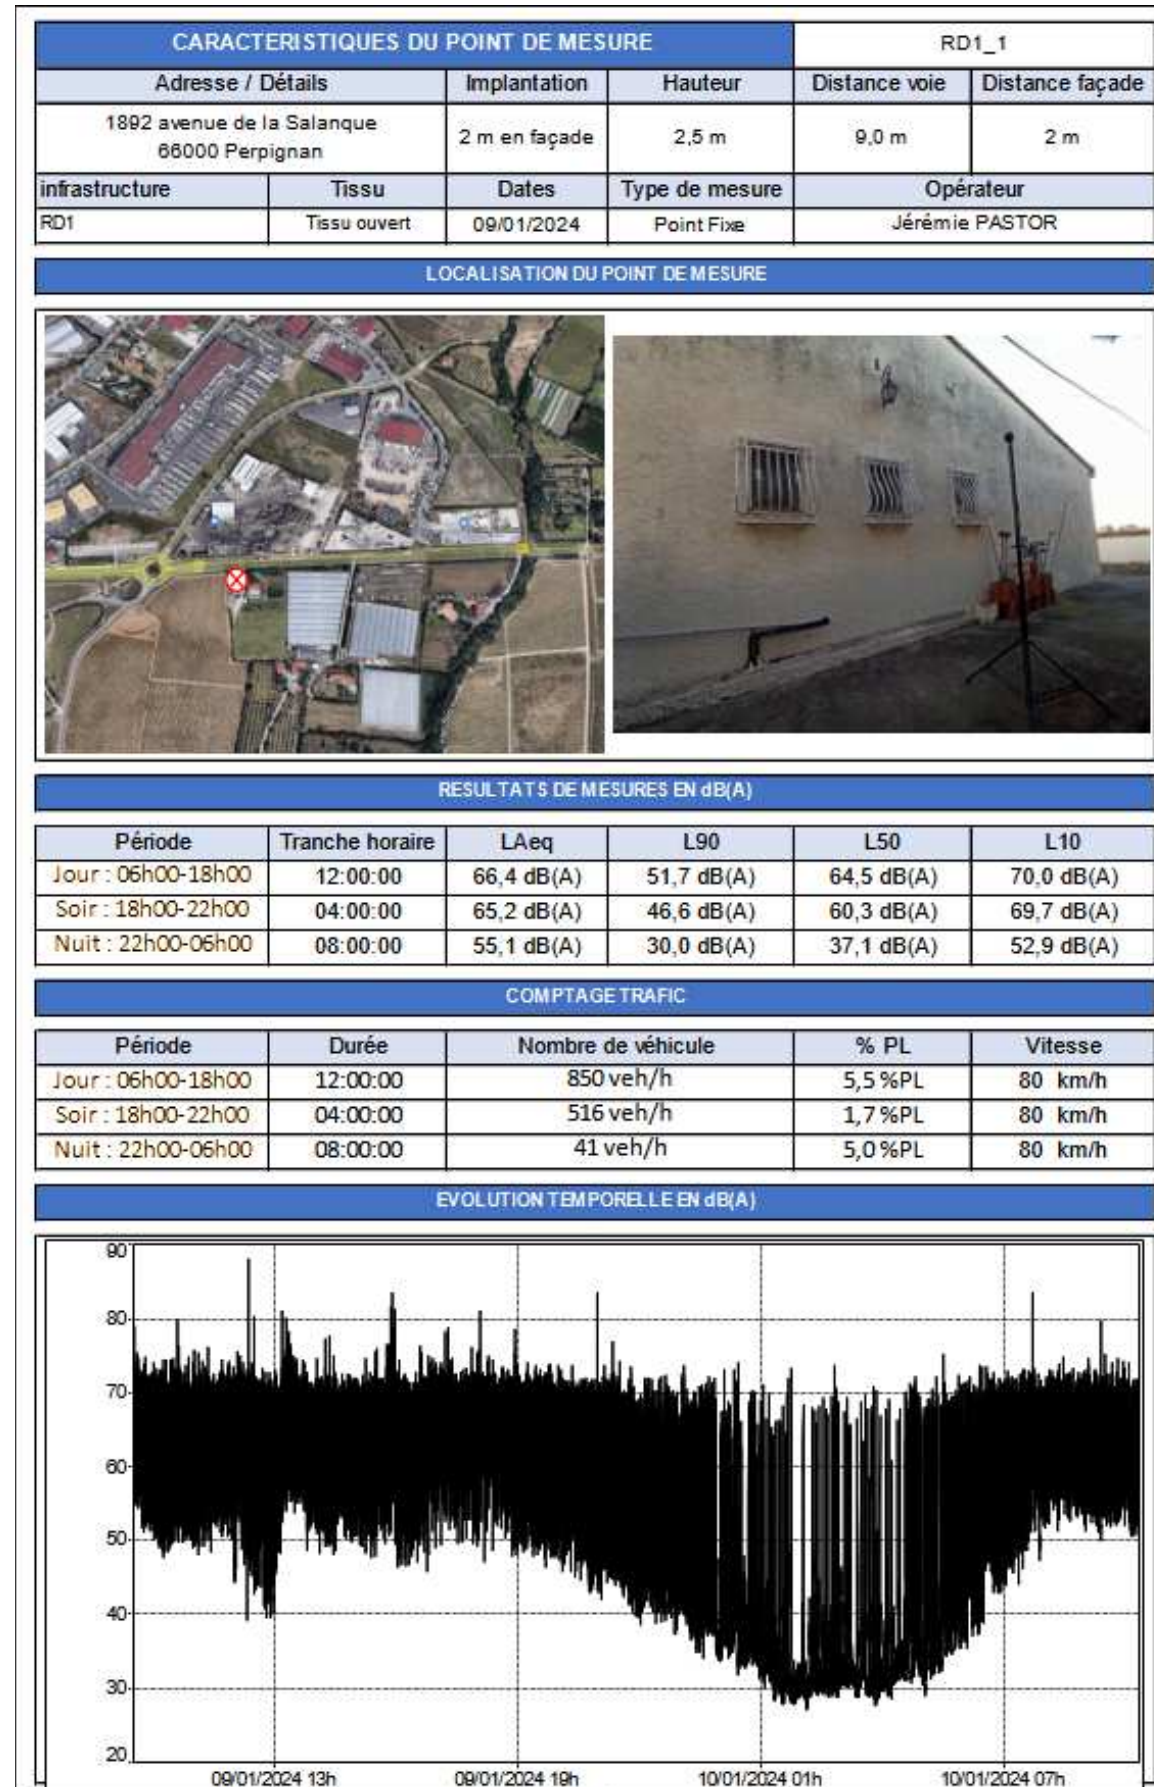 CARACTERISTIQUES DU POINT DE MESURE RD1_1
Adresse / Détails Implantation Hauteur Distance voie Distance façade
1892 avenue de la Salanque
66000 Perpignan 2 m en façade 2,5 m 9,0 m 2 m
infrastructure Tissu Dates Type de mesure Opérateur
RD1 Tissu ouvert 09/01/2024 Point Fixe Jérémie PASTOR
LOCALISATION DU POINT DE MESURE
RESULTATS DE MESURES EN dB(A)
Période Tranche horaire LAeq L90 L50 L10
Jour : 06h00-18h00 12:00:00 66,4 dB(A) 51,7 dB(A) 64,5 dB(A) 70,0 dB(A)
Soir : 18h00-22h00 04:00:00 65,2 dB(A) 46,6 dB(A) 60,3 dB(A) 69,7 dB(A)
Nuit : 22h00-06h00 08:00:00 55,1 dB(A) 30,0 dB(A) 37,1 dB(A) 52,9 dB(A)
COMPTAGE TRAFIC
Période Durée Nombre de véhicule % PL Vitesse
Jour : 06h00-18h00 12:00:00 850 veh/h 5,5 %PL 80 km/h
Soir : 18h00-22h00 04:00:00 516 veh/h 1,7 %PL 80 km/h
Nuit : 22h00-06h00 08:00:00 41 veh/h 5,0 %PL 80 km/h
EVOLUTION TEMPORELLE EN dB(A)
90
80
70
60
50
40
30
20
09/01/2024 13h 09/01/2024 19h 10/01/2024 01h 10/01/2024 07h